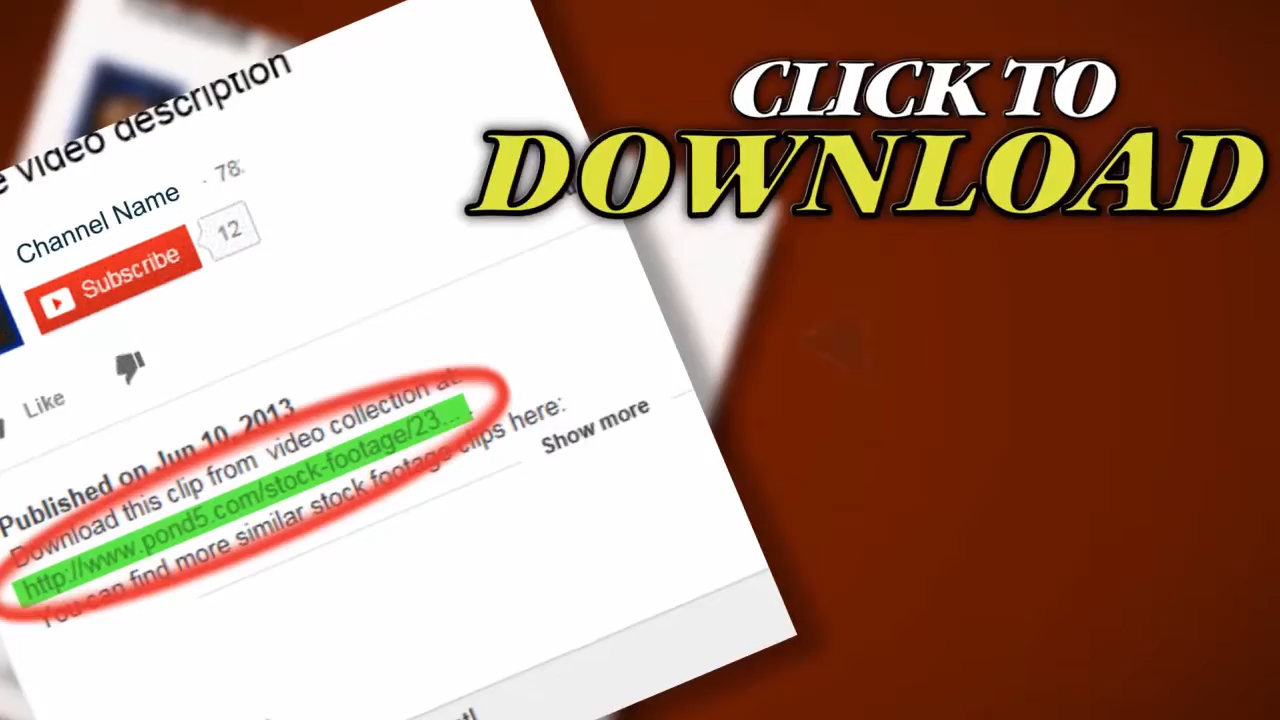 CLICK TO
DOWNLOAD
video description
Channel Name
78
Subscribe
12
Like
Published on Jun 10, 2013
Download this clip from video collection at:
http://www.pond5.com/stock-footage/23...
You can find more similar stock footage clips here:
Show more